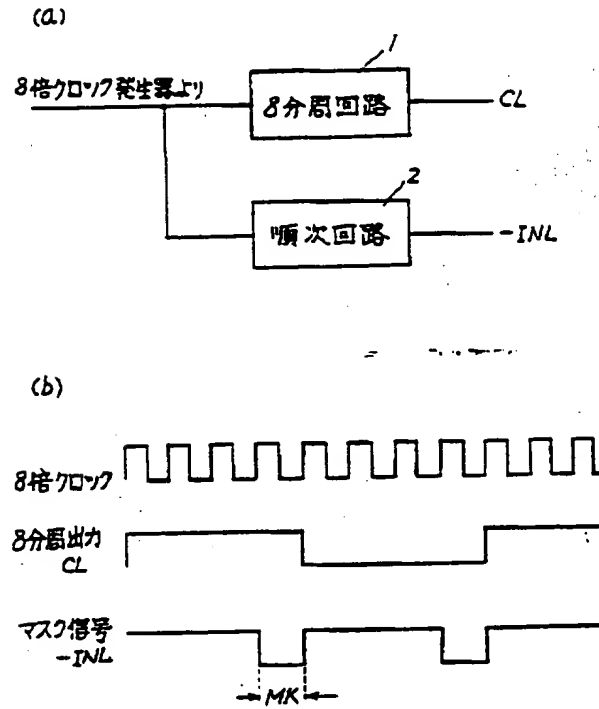 (a)
1
8倍クロック発生器より
8分周回路
CL
2
順次回路
-INL
(b)
8倍クロック
8分周出力
CL
マスク信号
-INL
MK